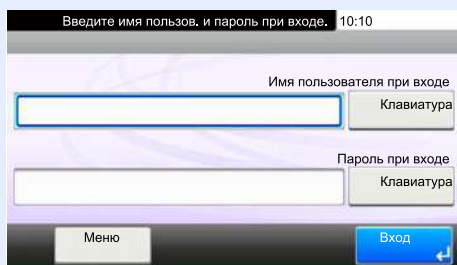 Введите имя пользов. и пароль при входе. 10:10
Имя пользователя при входе
Клавиатура
Пароль при входе
Клавиатура
Меню
Вход